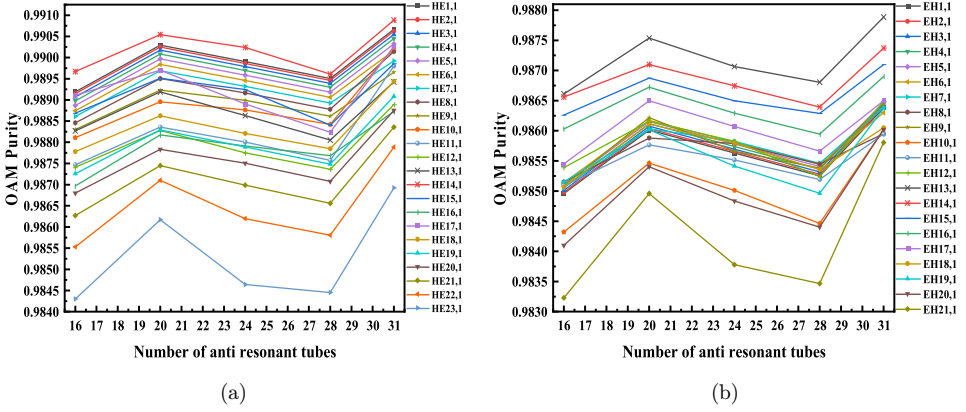 0.9910
0.9905
0.9900
0.9895
0.9890
0.9885
0.9880
0.9875
0.9870
0.9865
0.9860
0.9855
0.9850
0.9845
0.9840
OAM Purity
16 17 18 19 20 21 22 23 24 25 26 27 28 29 30 31
Number of anti resonant tubes
HE1,1
HE2,1
HE3,1
HE4,1
HE5,1
HE6,1
HE7,1
HE8,1
HE9,1
HE10,1
HE11,1
HE12,1
HE13,1
HE14,1
HE15,1
HE16,1
HE17,1
HE18,1
HE19,1
HE20,1
HE21,1
HE22,1
HE23,1
(a)
0.9880
0.9875
0.9870
0.9865
0.9860
0.9855
0.9850
0.9845
0.9840
0.9835
0.9830
OAM Purity
16 17 18 19 20 21 22 23 24 25 26 27 28 29 30 31
Number of anti resonant tubes
EH1,1
EH2,1
EH3,1
EH4,1
EH5,1
EH6,1
EH7,1
EH8,1
EH9,1
EH10,1
EH11,1
EH12,1
EH13,1
EH14,1
EH15,1
EH16,1
EH17,1
EH18,1
EH19,1
EH20,1
EH21,1
(b)